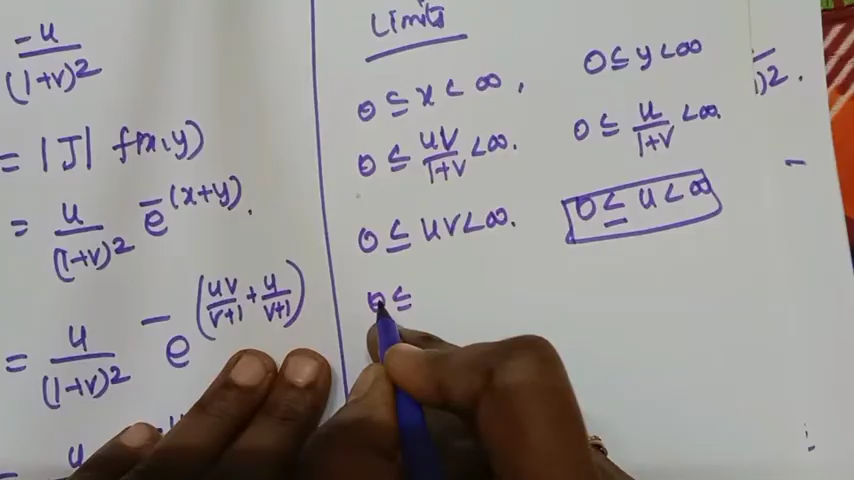 -u
(1+v)²
= |J| f(x,y)
= u/(1+v)² e^-(x+y).
= u/(1+v)² e^-(uv/(v+1) + u/(v+1))
u
Limits
0 ≤ x < ∞, 0 ≤ y < ∞
0 ≤ uv/(1+v) < ∞. 0 ≤ u/(1+v) < ∞.
0 ≤ uv < ∞. 0 ≤ u < ∞
0 ≤
)².